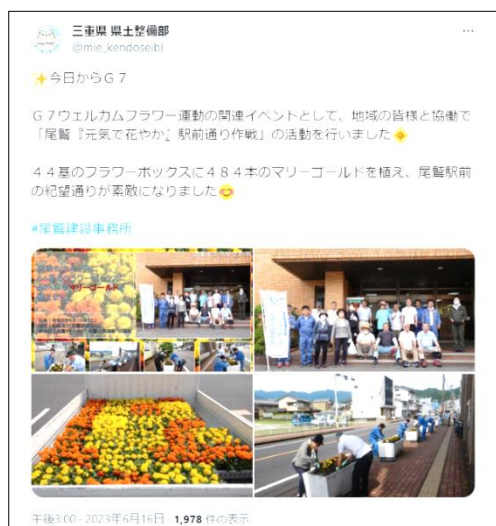 三重県 県土整備部
@mie_kendoseibi
✨今日からＧ７
Ｇ７ウェルカムフラワー運動の関連イベントとして、地域の皆様と協働で
「尾鷲『元気で花やか』駅前通り作戦」の活動を行いました☀
４４基のフラワーボックスに４８４本のマリーゴールドを植え、尾鷲駅前
の紀望通りが素敵になりました😊
#尾鷲建設事務所
マリーゴールド
午後3:00 · 2023年6月16日 · 1,978 件の表示